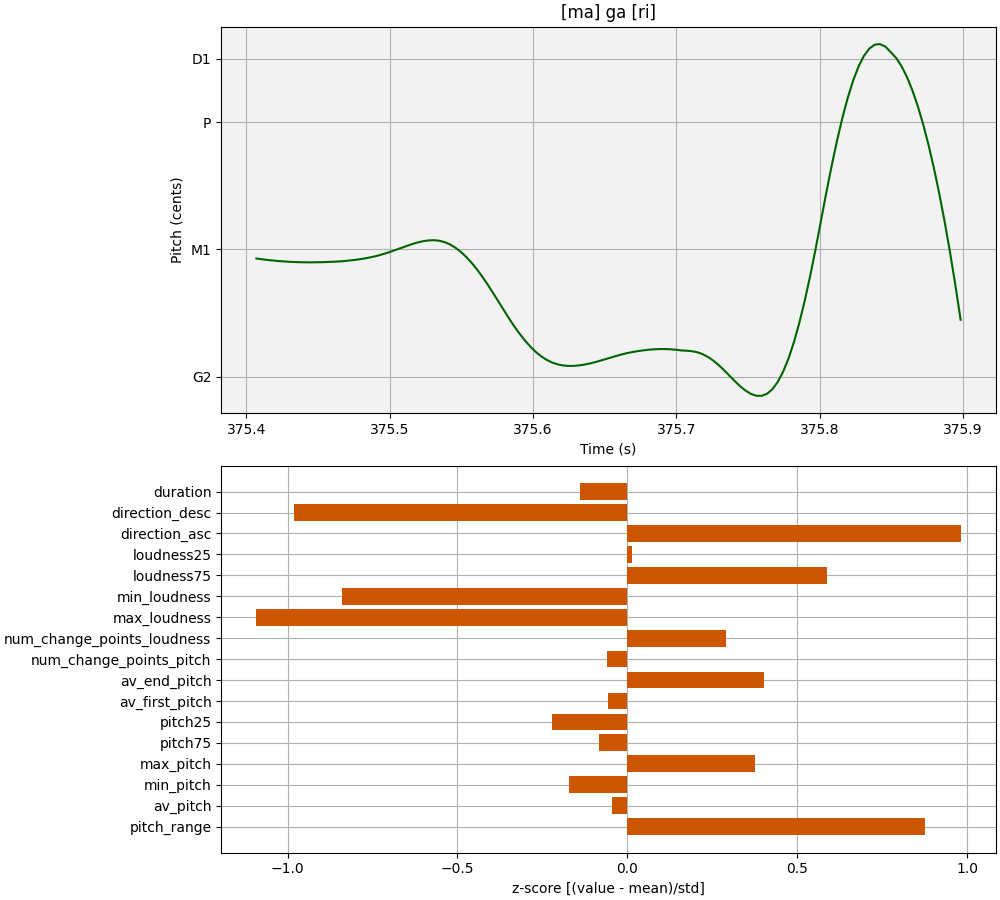 [ma] ga [ri]
Pitch (cents)
D1
P
M1
G2
375.4 375.5 375.6 375.7 375.8 375.9
Time (s)
duration
direction_desc
direction_asc
loudness25
loudness75
min_loudness
max_loudness
num_change_points_loudness
num_change_points_pitch
av_end_pitch
av_first_pitch
pitch25
pitch75
max_pitch
min_pitch
av_pitch
pitch_range
−1.0 −0.5 0.0 0.5 1.0
z-score [(value - mean)/std]